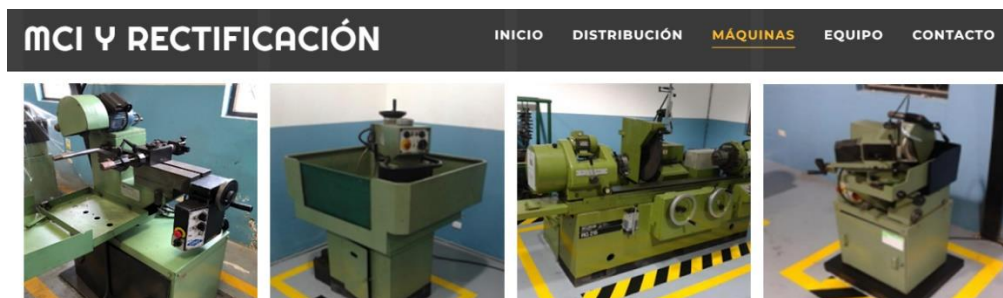 MCI Y RECTIFICACIÓN
INICIO DISTRIBUCIÓN MÁQUINAS EQUIPO CONTACTO